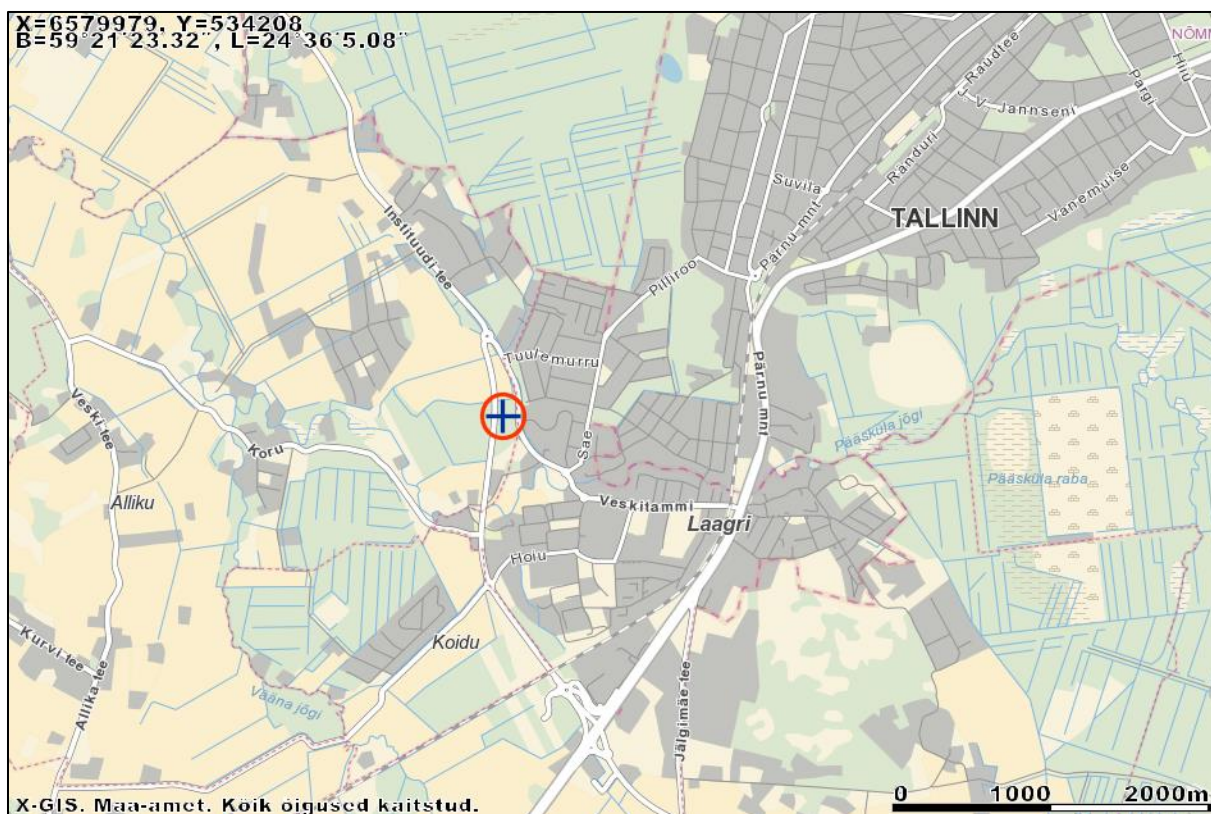 X=6579979, Y=534208
B=59°21'23.32", L=24°36'5.08"
NÕMM
Raudtee
J. V. Jannseni
Pargi
Hiiu
Randuri
Suvila
Vanemuise
TALLINN
Pärnu mnt
Instituudi tee
Pilliroo
Tuulemurru
Pärnu mnt
Veski tee
Koru
Sae
Pääsküla jõgi
Pääsküla raba
Alliku
Veskitammi
Laagri
Hoiu
Koidu
Kurvi tee
Allika tee
Vääna jõgi
Jälgimäe tee
X-GIS. Maa-amet. Kõik õigused kaitstud.
0 1000 2000m